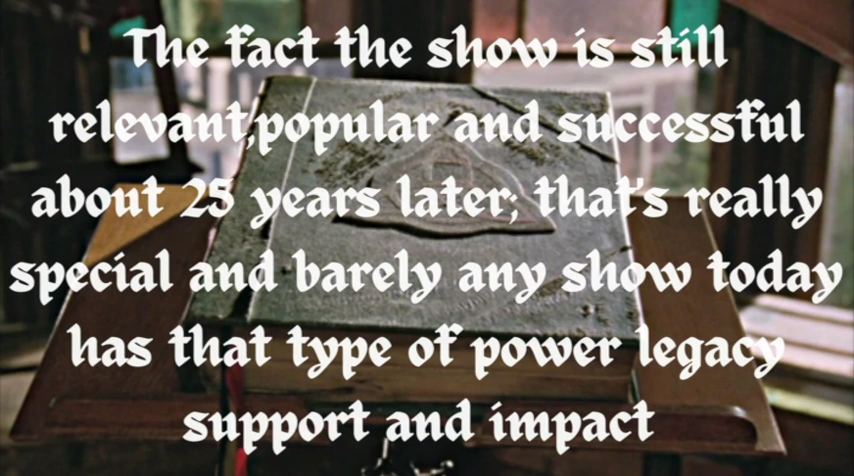 The fact the show is still
relevant,popular and successful
about 25 years later; that's really
special and barely any show today
has that type of power legacy
support and impact